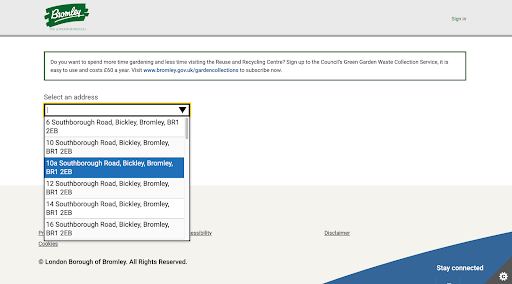 Bromley
THE LONDON BOROUGH
Sign in
Do you want to spend more time gardening and less time visiting the Reuse and Recycling Centre? Sign up to the Council's Green Garden Waste Collection Service, it
is easy to use and costs £60 a year. Visit www.bromley.gov.uk/gardencollections to subscribe now.
Select an address
6 Southborough Road, Bickley, Bromley, BR1
2EB
10 Southborough Road, Bickley, Bromley,
BR1 2EB
10a Southborough Road, Bickley, Bromley,
BR1 2EB
12 Southborough Road, Bickley, Bromley,
BR1 2EB
14 Southborough Road, Bickley, Bromley,
BR1 2EB
16 Southborough Road, Bickley, Bromley,
BR1 2EB
Disclaimer
Cookies
© London Borough of Bromley. All Rights Reserved.
Stay connected